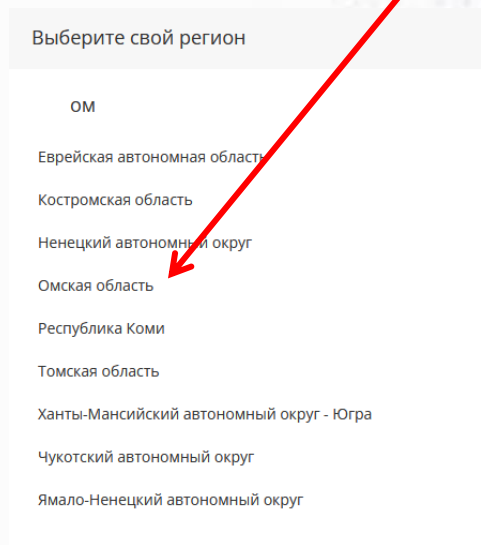 Выберите свой регион
ом
Еврейская автономная область
Костромская область
Ненецкий автономный округ
Омская область
Республика Коми
Томская область
Ханты-Мансийский автономный округ - Югра
Чукотский автономный округ
Ямало-Ненецкий автономный округ